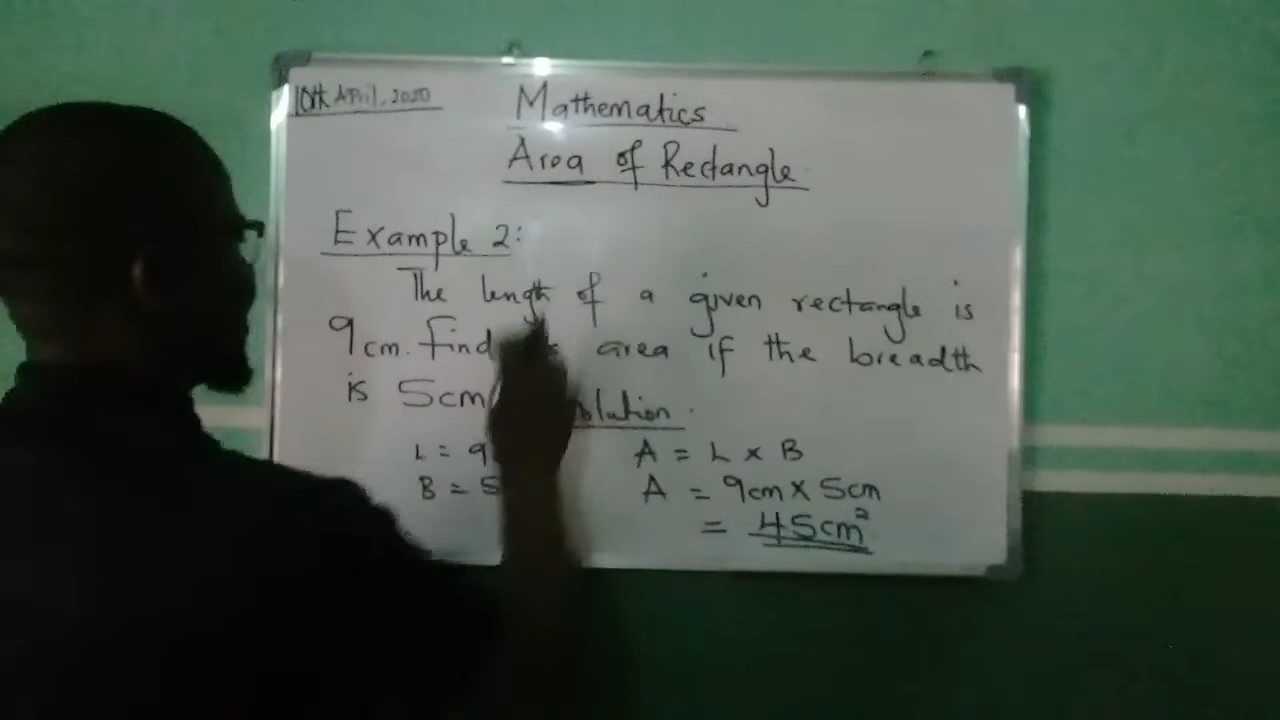 10th April, 2020
Mathematics
Area of Rectangle
Example 2:
The length of a given rectangle is
9cm. Find area if the breadth
is 5cm
Solution.
L = 9
B = 5
A = L x B
A = 9cm x 5cm
= 45cm²